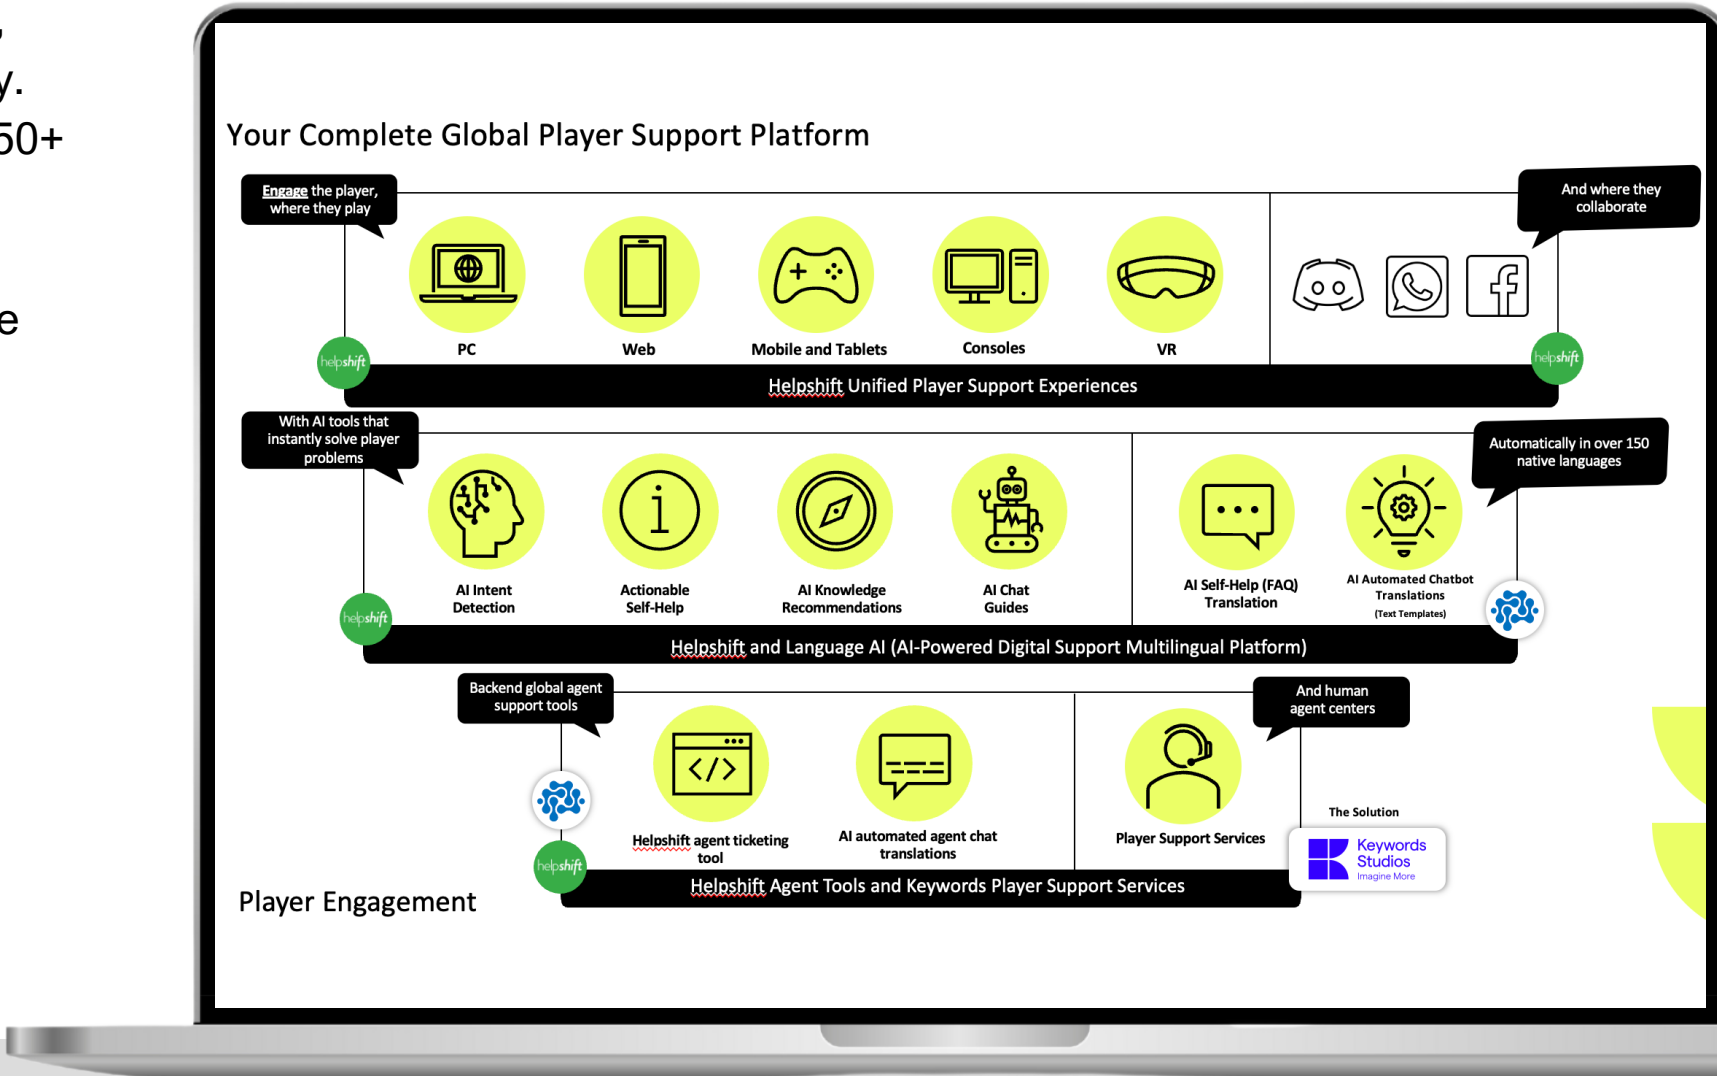 ,
y.
50+
e
Your Complete Global Player Support Platform
Engage the player,
where they play
And where they
collaborate
PC
Web
Mobile and Tablets
Consoles
VR
helpshift
helpshift
Helpshift Unified Player Support Experiences
With AI tools that
instantly solve player
problems
Automatically in over 150
native languages
AI Intent
Detection
Actionable
Self-Help
AI Knowledge
Recommendations
AI Chat
Guides
AI Self-Help (FAQ)
Translation
AI Automated Chatbot
Translations
(Text Templates)
helpshift
Helpshift and Language AI (AI-Powered Digital Support Multilingual Platform)
Backend global agent
support tools
And human
agent centers
Helpshift agent ticketing
tool
AI automated agent chat
translations
Player Support Services
The Solution
Keywords
Studios
Imagine More
helpshift
Helpshift Agent Tools and Keywords Player Support Services
Player Engagement